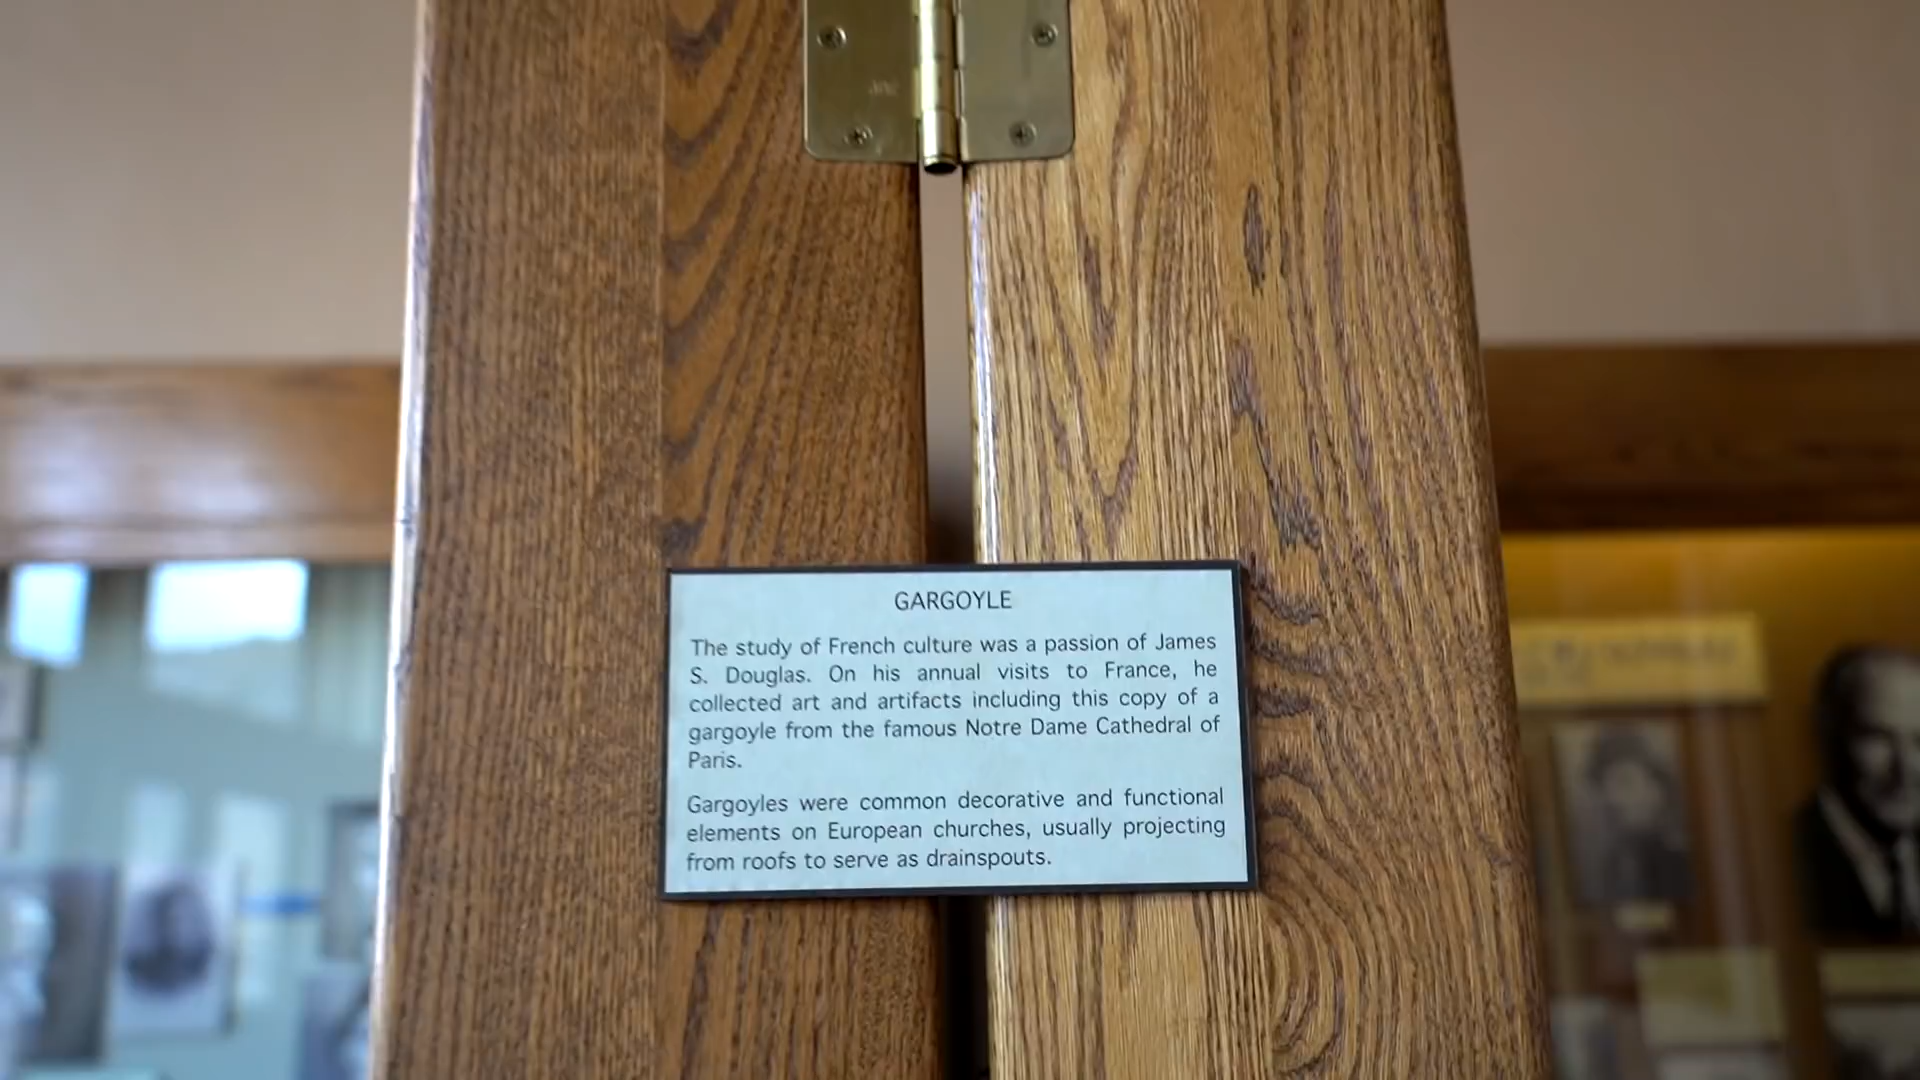 GARGOYLE
The study of French culture was a passion of James
S. Douglas. On his annual visits to France, he
collected art and artifacts including this copy of a
gargoyle from the famous Notre Dame Cathedral of
Paris.
Gargoyles were common decorative and functional
elements on European churches, usually projecting
from roofs to serve as drainspouts.